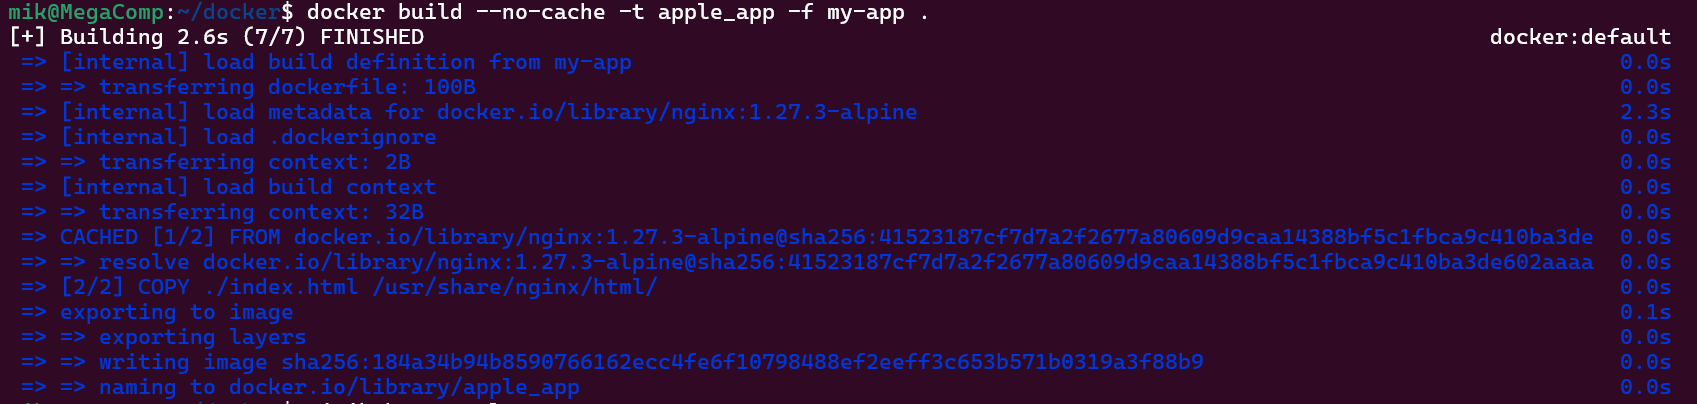 mik@MegaComp:~/docker$ docker build --no-cache -t apple_app -f my-app .
[+] Building 2.6s (7/7) FINISHED docker:default
=> [internal] load build definition from my-app 0.0s
=> => transferring dockerfile: 100B 0.0s
=> [internal] load metadata for docker.io/library/nginx:1.27.3-alpine 2.3s
=> [internal] load .dockerignore 0.0s
=> => transferring context: 2B 0.0s
=> [internal] load build context 0.0s
=> => transferring context: 32B 0.0s
=> CACHED [1/2] FROM docker.io/library/nginx:1.27.3-alpine@sha256:41523187cf7d7a2f2677a80609d9caa14388bf5c1fbca9c410ba3de 0.0s
=> => resolve docker.io/library/nginx:1.27.3-alpine@sha256:41523187cf7d7a2f2677a80609d9caa14388bf5c1fbca9c410ba3de602aaaa 0.0s
=> [2/2] COPY ./index.html /usr/share/nginx/html/ 0.0s
=> exporting to image 0.1s
=> => exporting layers 0.0s
=> => writing image sha256:184a34b94b8590766162ecc4fe6f10798488ef2eeff3c653b571b0319a3f88b9 0.0s
=> => naming to docker.io/library/apple_app 0.0s